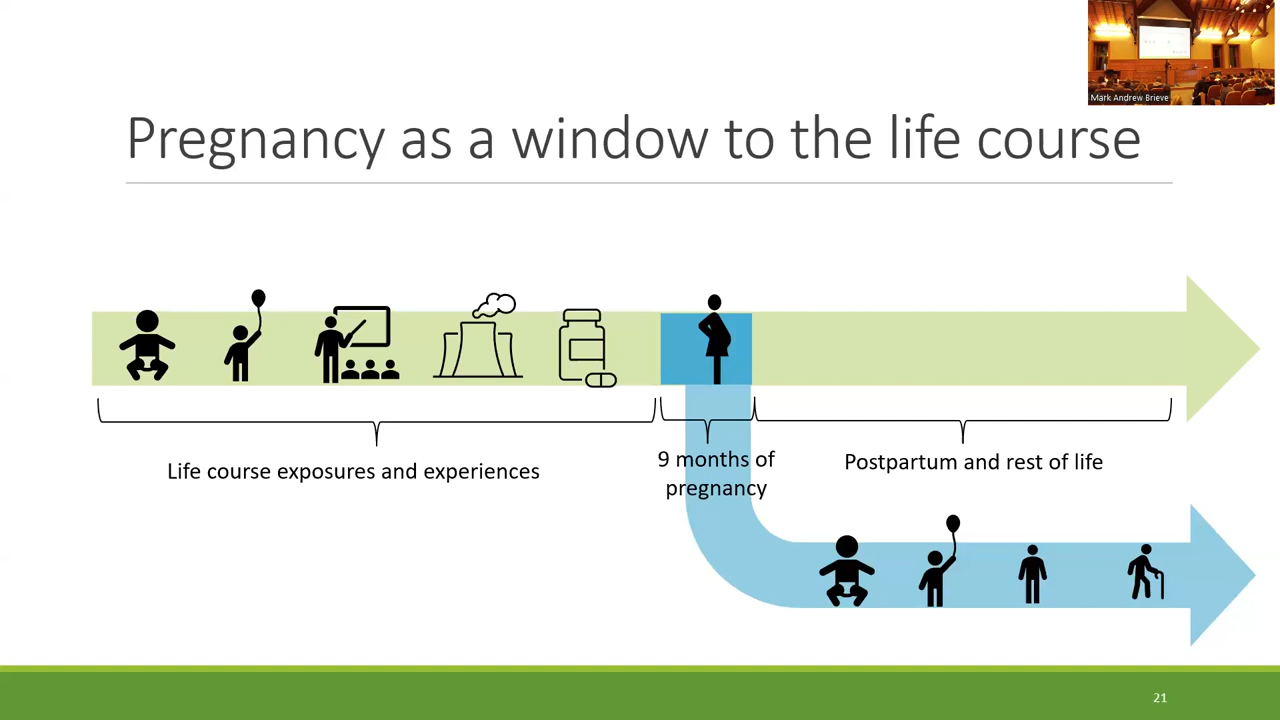 Mark Andrew Brieve
Pregnancy as a window to the life course
Life course exposures and experiences
9 months of
pregnancy
Postpartum and rest of life
21